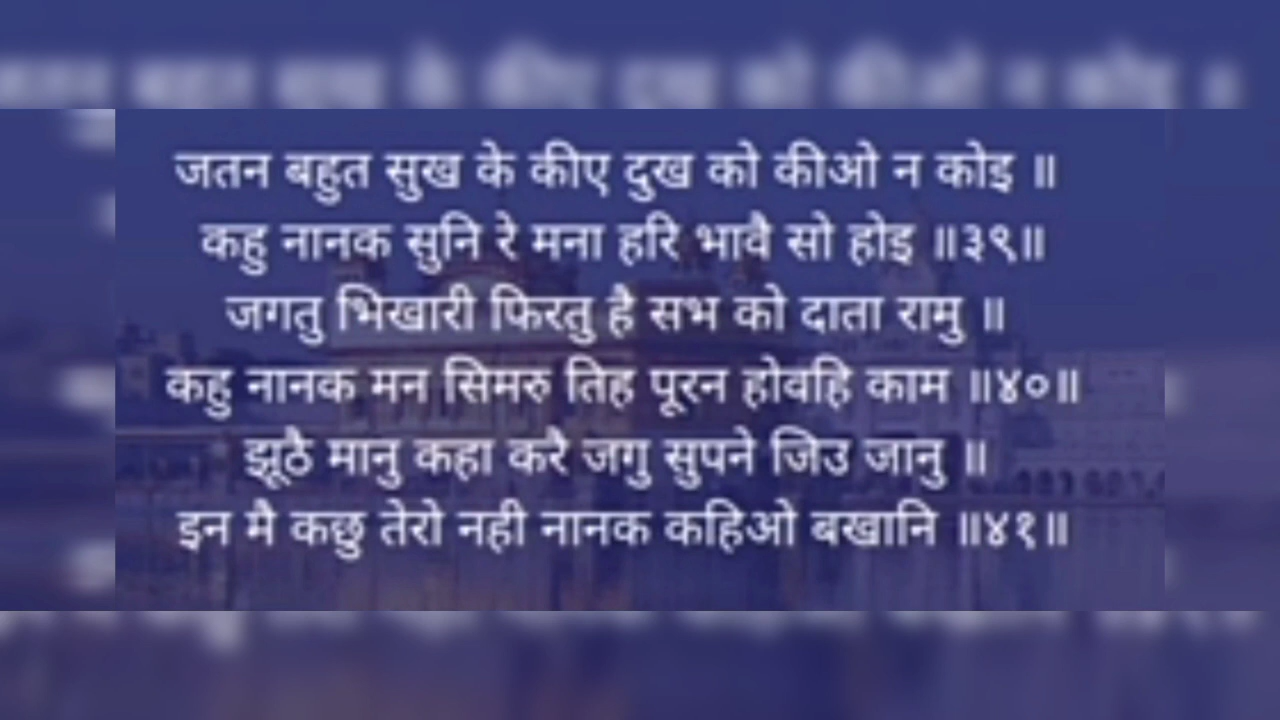 जतन बहुत सुख के कीए दुख को कीओ न कोइ ॥
कहु नानक सुनि रे मना हरि भावै सो होइ ॥३९॥
जगतु भिखारी फिरतु है सभ को दाता रामु ॥
कहु नानक मन सिमरु तिह पूरन होवहि काम ॥४०॥
झूठै मानु कहा करै जगु सुपने जिउ जानु ॥
इन मै कछु तेरो नही नानक कहिओ बखानि ॥४१॥